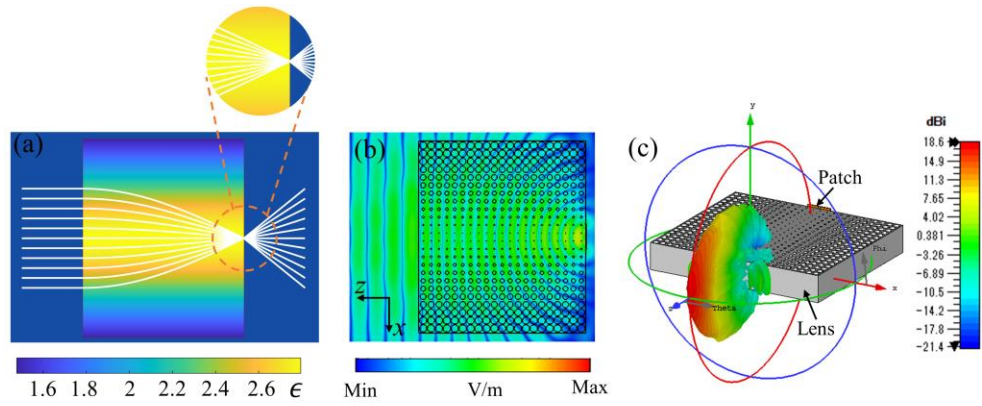 (a)
1.6 1.8 2 2.2 2.4 2.6 ϵ
(b)
z
x
Min V/m Max
(c)
y
Patch
Phi
x
z
Theta
Lens
dBi
18.6
14.9
11.3
7.65
4.02
0.381
-3.26
-6.89
-10.5
-14.2
-17.8
-21.4